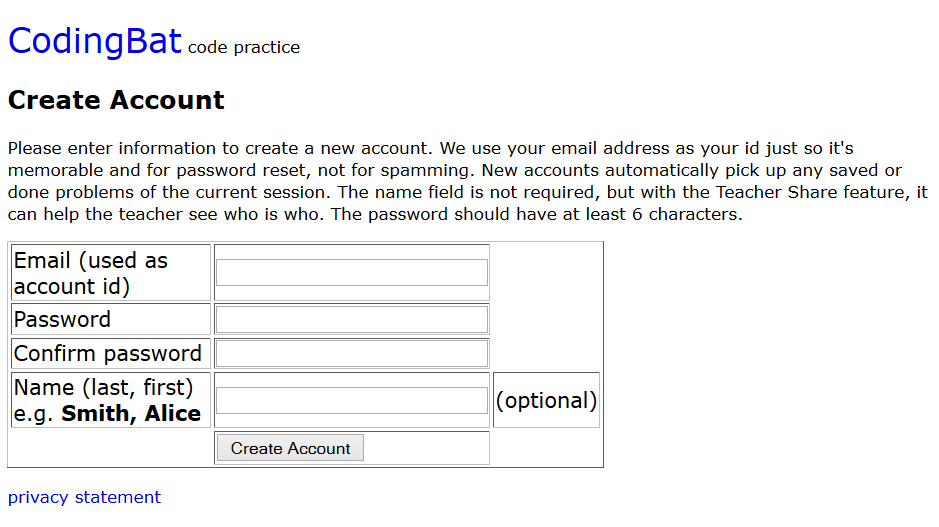 CodingBat code practice
Create Account
Please enter information to create a new account. We use your email address as your id just so it's
memorable and for password reset, not for spamming. New accounts automatically pick up any saved or
done problems of the current session. The name field is not required, but with the Teacher Share feature, it
can help the teacher see who is who. The password should have at least 6 characters.
Email (used as
account id)
Password
Confirm password
Name (last, first)
e.g. Smith, Alice
(optional)
Create Account
privacy statement